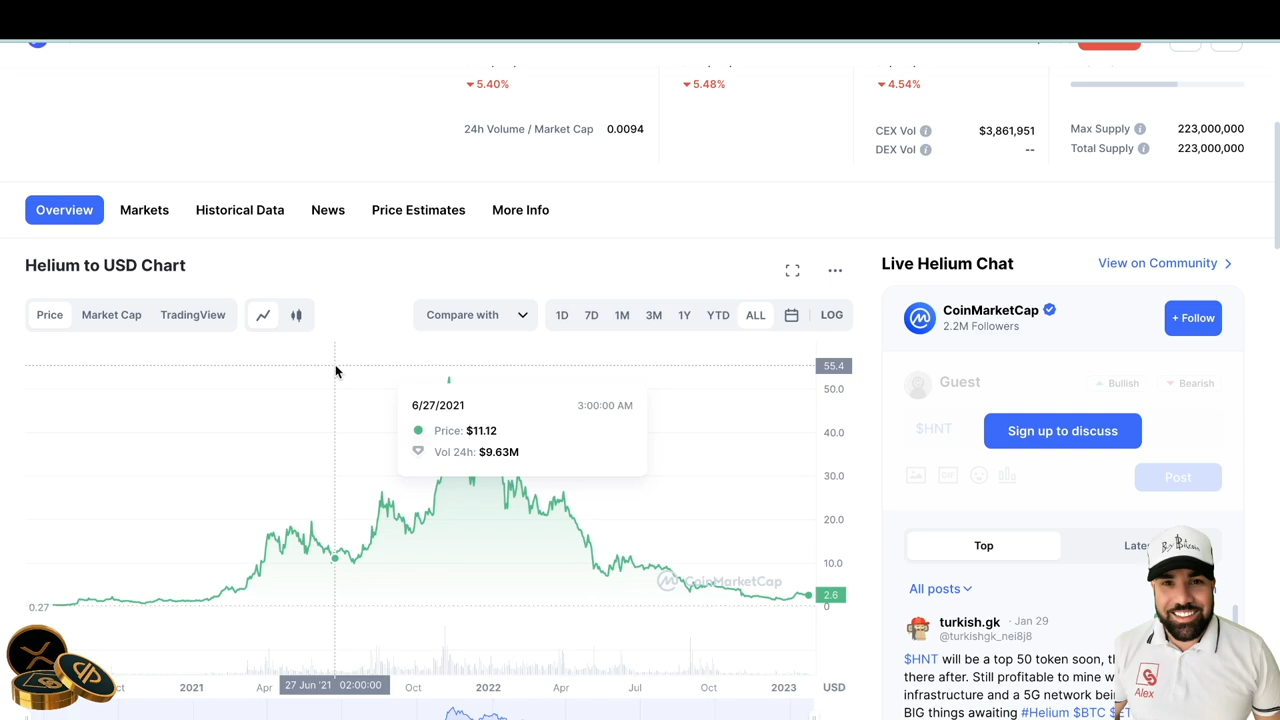 5.40%
5.48%
4.54%
24h Volume / Market Cap 0.0094
CEX Vol $3,861,951
DEX Vol --
Max Supply 223,000,000
Total Supply 223,000,000
Overview Markets Historical Data News Price Estimates More Info
Helium to USD Chart
Price Market Cap TradingView
Compare with
1D 7D 1M 3M 1Y YTD ALL LOG
55.4
50.0
40.0
30.0
20.0
10.0
2.6
0
0.27
6/27/2021 3:00:00 AM
Price: $11.12
Vol 24h: $9.63M
CoinMarketCap
2021 Apr 27 Jun '21 02:00:00 Oct 2022 Apr Jul Oct 2023 USD
Live Helium Chat View on Community
CoinMarketCap
2.2M Followers
+ Follow
Guest Bullish Bearish
$HNT
Sign up to discuss
GIF
Post
Top
All posts
turkish.gk · Jan 29
@turkishgk_nei8j8
$HNT will be a top 50 token soon,
there after. Still profitable to mine
infrastructure and a 5G network
BIG things awaiting #Helium $BTC
Alex